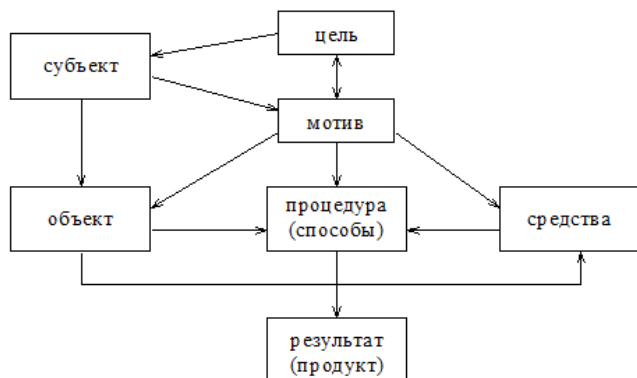 цель
субъект
мотив
объект
процедура
(способы)
средства
результат
(продукт)